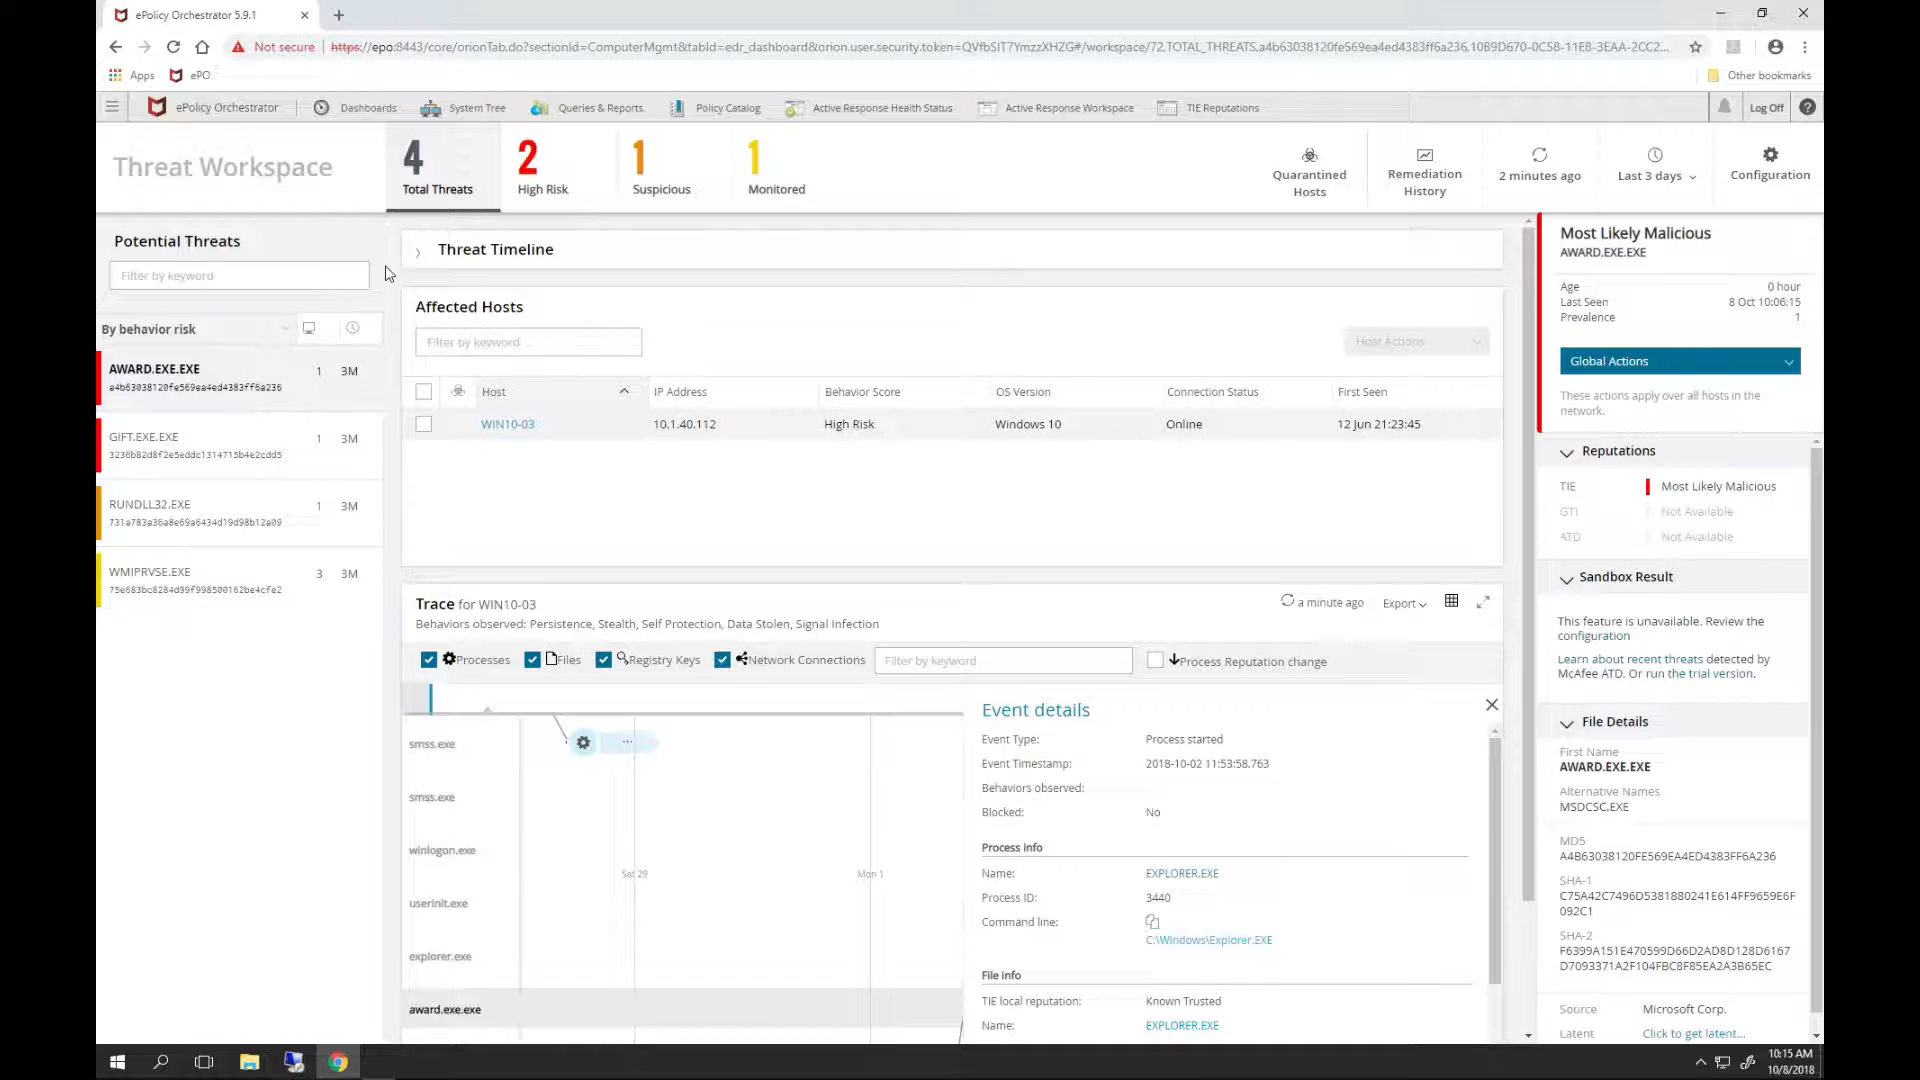 ePolicy Orchestrator 5.9.1
Not secure
https://epo:8443/core/orionTab.do?sectionId=ComputerMgmt&tabId=edr_dashboard&orion.user.security.token=QVfbSIT7YmzzXHZG#/workspace/72,TOTAL_THREATS,a4b63038120fe569ea4ed4383ff6a236,10B9D670-0C58-11E8-3EAA-2CC2...
Apps
ePO
Other bookmarks
ePolicy Orchestrator
Dashboards
System Tree
Queries & Reports
Policy Catalog
Active Response Health Status
Active Response Workspace
TIE Reputations
Log Off
Threat Workspace
4
Total Threats
2
High Risk
1
Suspicious
1
Monitored
Quarantined
Hosts
Remediation
History
2 minutes ago
Last 3 days
Configuration
Potential Threats
Filter by keyword
By behavior risk
AWARD.EXE.EXE 1 3M
a4b63038120fe569ea4ed4383ff6a236
GIFT.EXE.EXE 1 3M
3236b82d8f2e5eddc1314715b4e2cdd5
RUNDLL32.EXE 1 3M
731a783a36a8e69a6434d19d98b12a09
WMIPRVSE.EXE 3 3M
75e683bc8284d99f998500162be4cfe2
Threat Timeline
Affected Hosts
Filter by keyword
Host Actions
Host IP Address Behavior Score OS Version Connection Status First Seen
WIN10-03 10.1.40.112 High Risk Windows 10 Online 12 Jun 21:23:45
Trace for WIN10-03
a minute ago
Export
Behaviors observed: Persistence, Stealth, Self Protection, Data Stolen, Signal Infection
Processes
Files
Registry Keys
Network Connections
Filter by keyword
Process Reputation change
smss.exe
smss.exe
winlogon.exe
userinit.exe
explorer.exe
award.exe.exe
...
Sat 29
Mon 1
Event details
Event Type: Process started
Event Timestamp: 2018-10-02 11:53:58.763
Behaviors observed:
Blocked: No
Process info
Name: EXPLORER.EXE
Process ID: 3440
Command line:
C:\Windows\Explorer.EXE
File info
TIE local reputation: Known Trusted
Name: EXPLORER.EXE
Most Likely Malicious
AWARD.EXE.EXE
Age 0 hour
Last Seen 8 Oct 10:06:15
Prevalence 1
Global Actions
These actions apply over all hosts in the
network.
Reputations
TIE Most Likely Malicious
GTI Not Available
ATD Not Available
Sandbox Result
This feature is unavailable. Review the
configuration
Learn about recent threats detected by
McAfee ATD. Or run the trial version.
File Details
First Name
AWARD.EXE.EXE
Alternative Names
MSDCSC.EXE
MD5
A4B63038120FE569EA4ED4383FF6A236
SHA-1
C75A42C7496D5381880241E614FF9659E6F
092C1
SHA-2
F6399A151E470599D66D2AD8D128D6167
D7093371A2F104FBC8F85EA2A3B65EC
Source Microsoft Corp.
Latent Click to get latent...
10:15 AM
10/8/2018